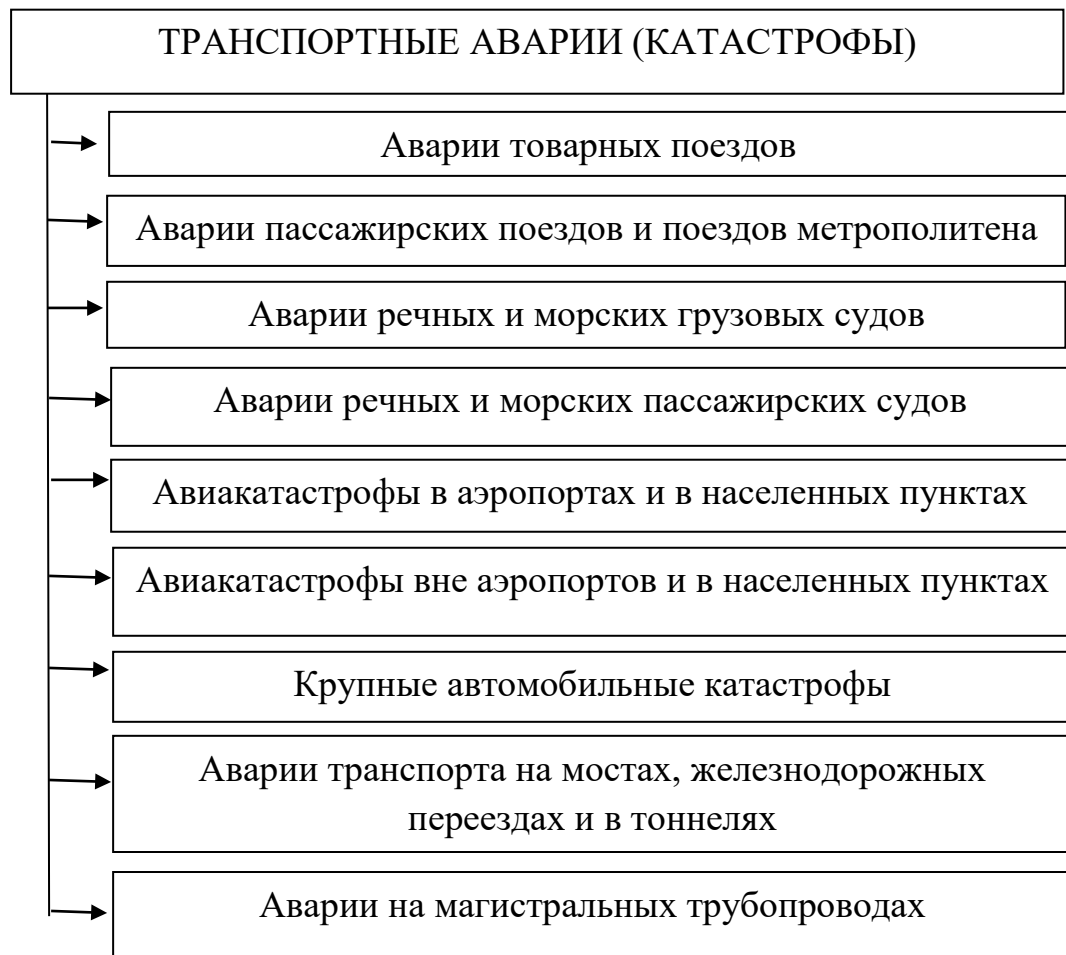 ТРАНСПОРТНЫЕ АВАРИИ (КАТАСТРОФЫ)
Аварии товарных поездов
Аварии пассажирских поездов и поездов метрополитена
Аварии речных и морских грузовых судов
Аварии речных и морских пассажирских судов
Авиакатастрофы в аэропортах и в населенных пунктах
Авиакатастрофы вне аэропортов и в населенных пунктах
Крупные автомобильные катастрофы
Аварии транспорта на мостах, железнодорожных
переездах и в тоннелях
Аварии на магистральных трубопроводах